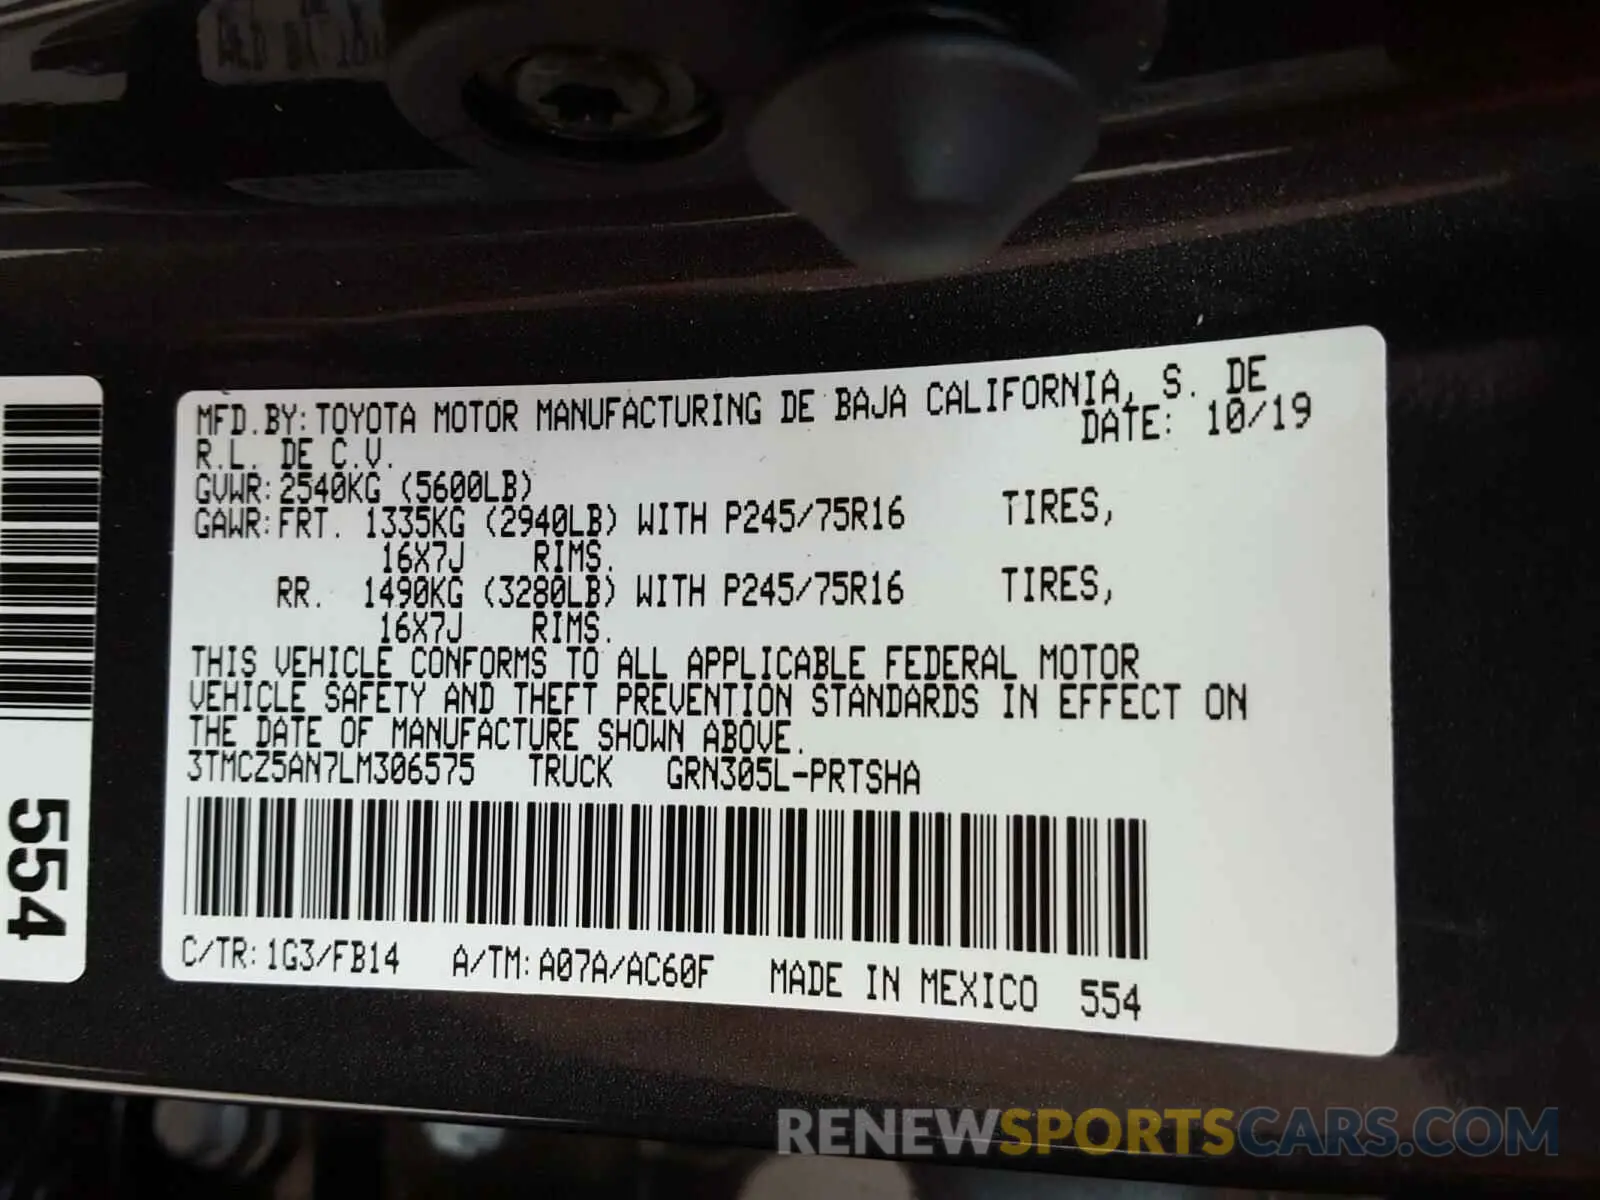 MFD.BY:TOYOTA MOTOR MANUFACTURING DE BAJA CALIFORNIA, S. DE
R.L. DE C.V. DATE: 10/19
GVWR:2540KG (5600LB)
GAWR:FRT. 1335KG (2940LB) WITH P245/75R16 TIRES,
16X7J RIMS.
RR. 1490KG (3280LB) WITH P245/75R16 TIRES,
16X7J RIMS.
THIS VEHICLE CONFORMS TO ALL APPLICABLE FEDERAL MOTOR
VEHICLE SAFETY AND THEFT PREVENTION STANDARDS IN EFFECT ON
THE DATE OF MANUFACTURE SHOWN ABOVE.
3TMCZ5AN7LM306575 TRUCK GRN305L-PRTSHA
C/TR:1G3/FB14 A/TM:A07A/AC60F MADE IN MEXICO 554
554
RENEWSPORTSCARS.COM